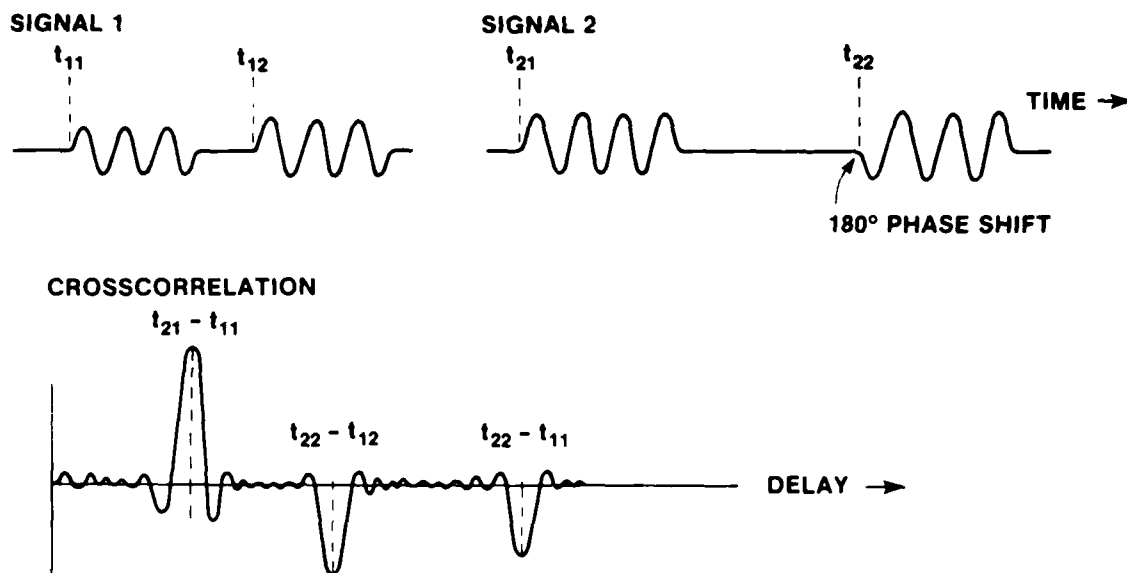 SIGNAL 1
t₁₁
t₁₂
SIGNAL 2
t₂₁
t₂₂
TIME →
180° PHASE SHIFT
CROSSCORRELATION
t₂₁ - t₁₁
t₂₂ - t₁₂
t₂₂ - t₁₁
DELAY →